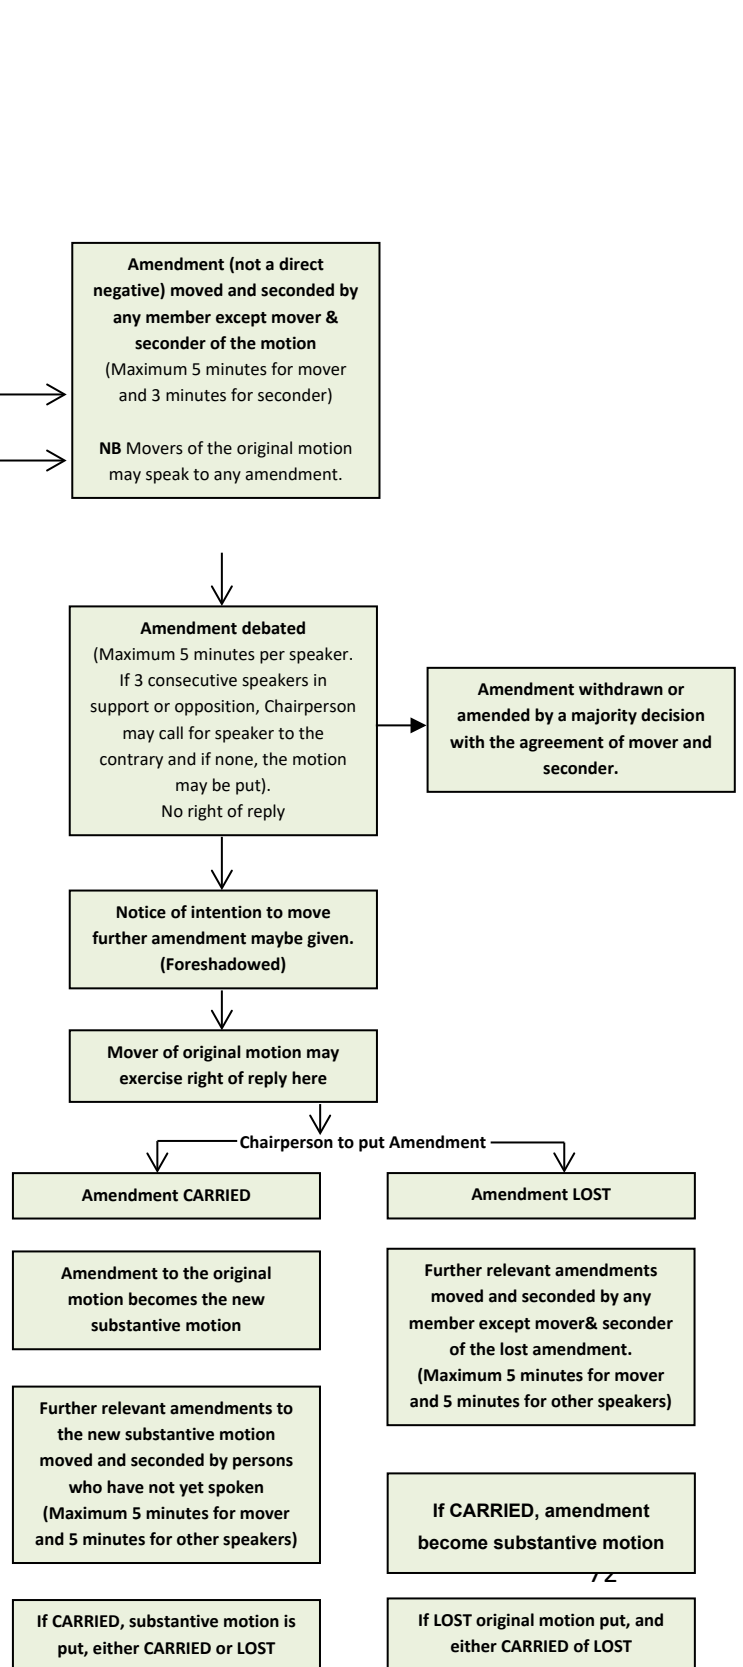 Amendment (not a direct
negative) moved and seconded by
any member except mover &
seconder of the motion
(Maximum 5 minutes for mover
and 3 minutes for seconder)
NB Movers of the original motion
may speak to any amendment.
Amendment debated
(Maximum 5 minutes per speaker.
If 3 consecutive speakers in
support or opposition, Chairperson
may call for speaker to the
contrary and if none, the motion
may be put).
No right of reply
Amendment withdrawn or
amended by a majority decision
with the agreement of mover and
seconder.
Notice of intention to move
further amendment maybe given.
(Foreshadowed)
Mover of original motion may
exercise right of reply here
Chairperson to put Amendment
Amendment CARRIED
Amendment to the original
motion becomes the new
substantive motion
Further relevant amendments to
the new substantive motion
moved and seconded by persons
who have not yet spoken
(Maximum 5 minutes for mover
and 5 minutes for other speakers)
If CARRIED, substantive motion is
put, either CARRIED or LOST
Amendment LOST
Further relevant amendments
moved and seconded by any
member except mover& seconder
of the lost amendment.
(Maximum 5 minutes for mover
and 5 minutes for other speakers)
If CARRIED, amendment
become substantive motion
If LOST original motion put, and
either CARRIED of LOST